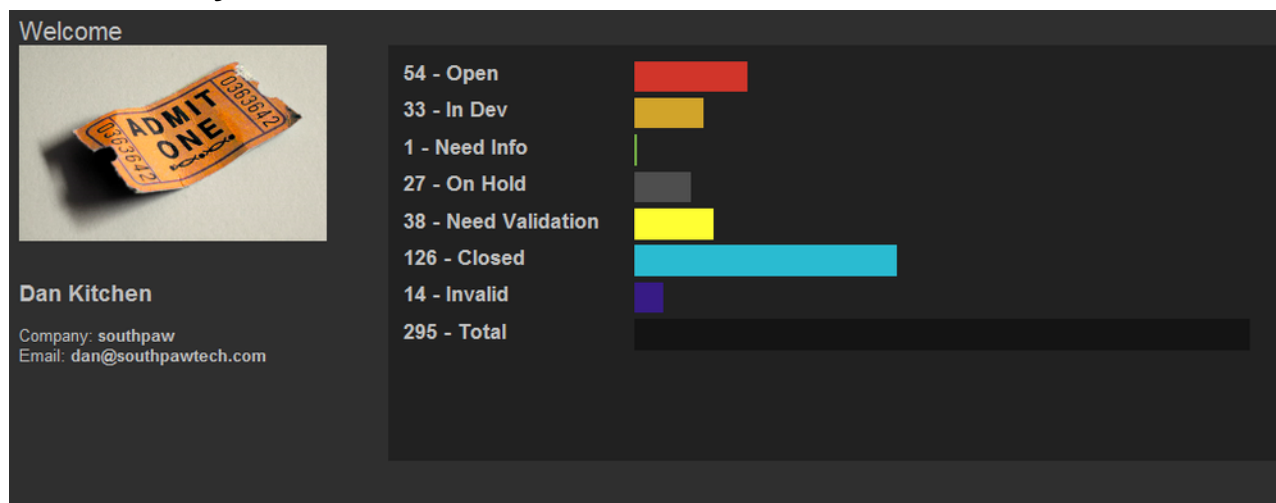 Welcome
ADMIT
ONE
0363642
0363642
Dan Kitchen
Company: southpaw
Email: dan@southpawtech.com
54 - Open
33 - In Dev
1 - Need Info
27 - On Hold
38 - Need Validation
126 - Closed
14 - Invalid
295 - Total